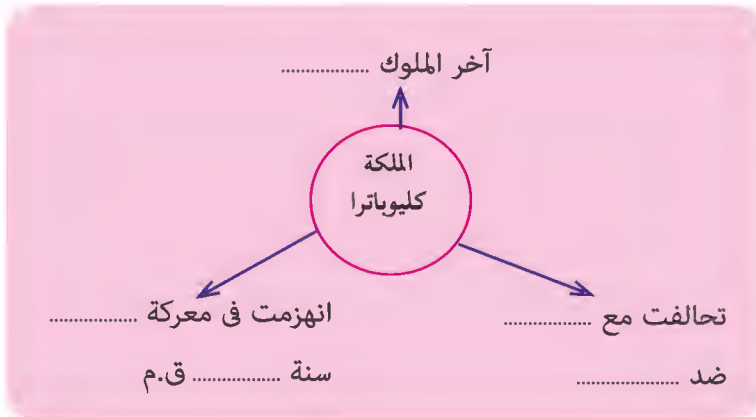 آخر الملوك ................
الملكة
كليوباترا
تحالفت مع ................
ضد ...................
انهزمت فى معركة ................
سنة ................ ق.م